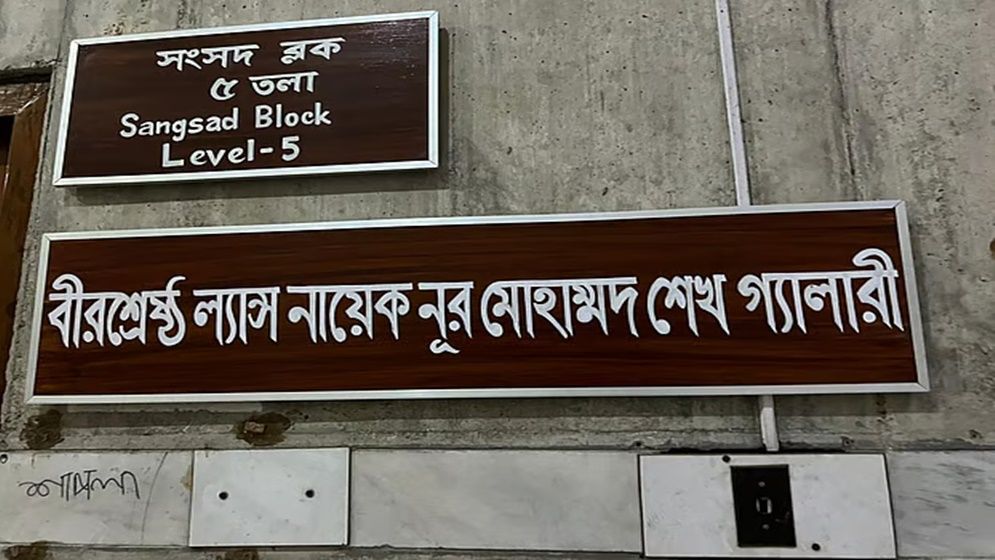 সংসদ ব্লক
৫ তলা
Sangsad Block
Level-5
বীরশ্রেষ্ঠ ল্যান্স নায়েক নূর মোহাম্মদ শেখ গ্যালারী